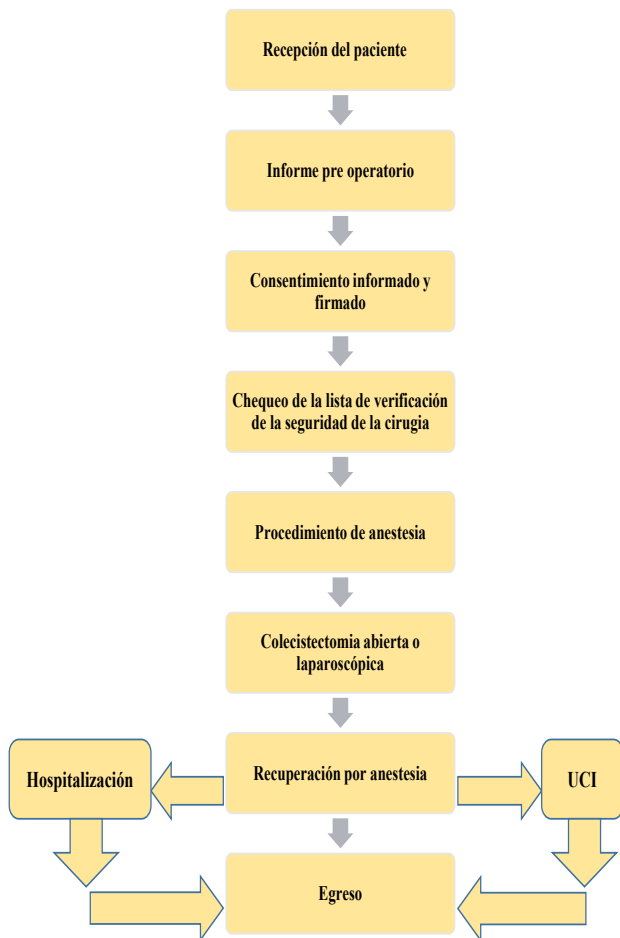 Recepción del paciente
Informe pre operatorio
Consentimiento informado y
firmado
Chequeo de la lista de verificación
de la seguridad de la cirugia
Procedimiento de anestesia
Colecistectomia abierta o
laparoscópica
Hospitalización
Recuperación por anestesia
UCI
Egreso